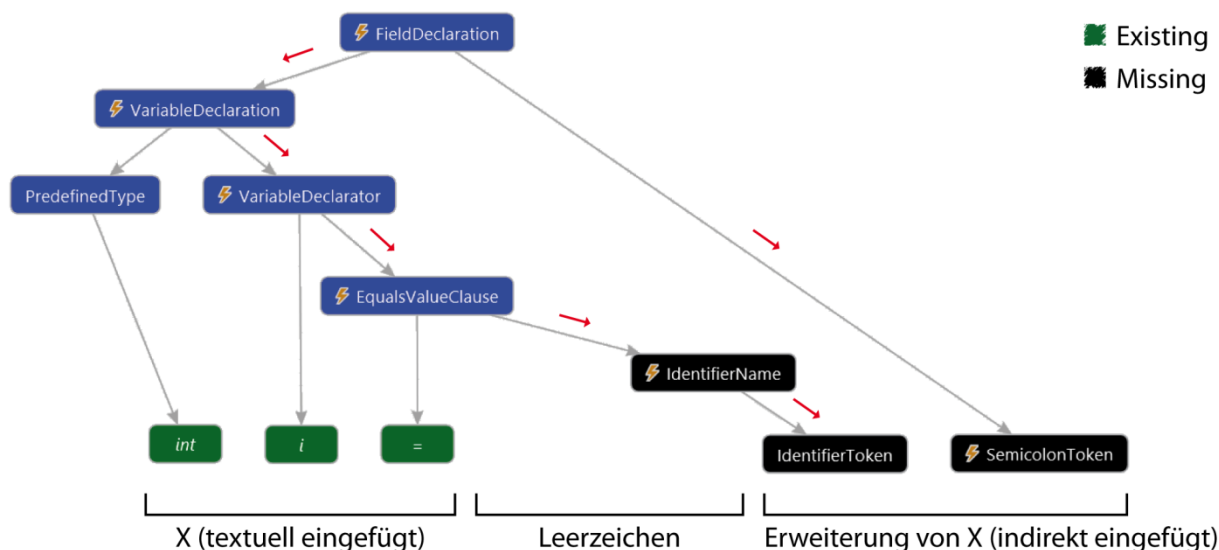 FieldDeclaration
Existing
Missing
VariableDeclaration
PredefinedType
VariableDeclarator
EqualsValueClause
IdentifierName
int
i
=
IdentifierToken
SemicolonToken
X (textuell eingefügt)
Leerzeichen
Erweiterung von X (indirekt eingefügt)